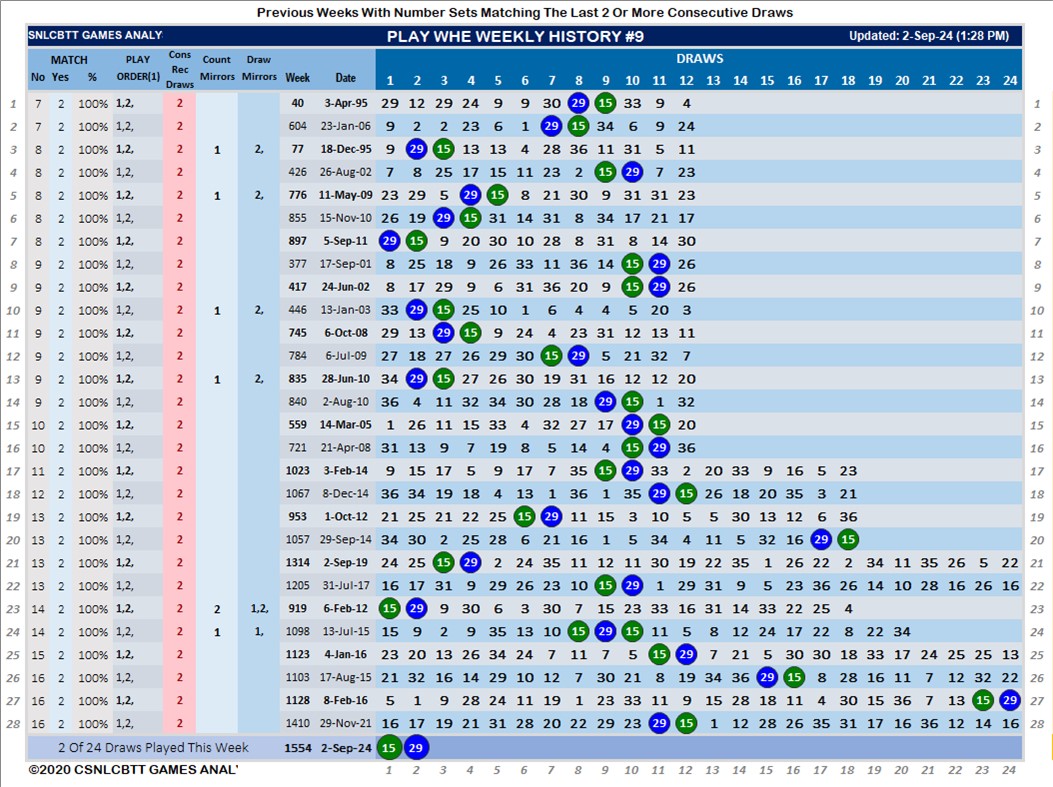 Previous Weeks With Number Sets Matching The Last 2 Or More Consecutive Draws
SNLCBTT GAMES ANALY PLAY WHE WEEKLY HISTORY #9 Updated: 2-Sep-24 (1:28 PM)
MATCH PLAY Cons Count Draw DRAWS
No Yes % ORDER(1) Rec Draws Mirrors Mirrors Week Date 1 2 3 4 5 6 7 8 9 10 11 12 13 14 15 16 17 18 19 20 21 22 23 24
1 7 2 100% 1,2, 2 40 3-Apr-95 29 12 29 24 9 9 30 29 15 33 9 4 1
2 7 2 100% 1,2, 2 604 23-Jan-06 9 2 2 23 6 1 29 15 34 6 9 24 2
3 8 2 100% 1,2, 2 1 2, 77 18-Dec-95 9 29 15 13 13 4 28 36 11 31 5 11 3
4 8 2 100% 1,2, 2 426 26-Aug-02 7 8 25 17 15 11 23 2 15 29 7 23 4
5 8 2 100% 1,2, 2 1 2, 776 11-May-09 23 29 5 29 15 8 21 30 9 31 31 23 5
6 8 2 100% 1,2, 2 855 15-Nov-10 26 19 29 15 31 14 31 8 34 17 21 17 6
7 8 2 100% 1,2, 2 897 5-Sep-11 29 15 9 20 30 10 28 8 31 8 14 30 7
8 9 2 100% 1,2, 2 377 17-Sep-01 8 25 18 9 26 33 11 36 14 15 29 26 8
9 9 2 100% 1,2, 2 417 24-Jun-02 8 17 29 9 6 31 36 20 9 15 29 26 9
10 9 2 100% 1,2, 2 1 2, 446 13-Jan-03 33 29 15 25 10 1 6 4 4 5 20 3 10
11 9 2 100% 1,2, 2 745 6-Oct-08 29 13 29 15 9 24 4 23 31 12 13 11 11
12 9 2 100% 1,2, 2 784 6-Jul-09 27 18 27 26 29 30 15 29 5 21 32 7 12
13 9 2 100% 1,2, 2 1 2, 835 28-Jun-10 34 29 15 27 26 30 19 31 16 12 12 20 13
14 9 2 100% 1,2, 2 840 2-Aug-10 36 4 11 32 34 30 28 18 29 15 1 32 14
15 10 2 100% 1,2, 2 559 14-Mar-05 1 26 11 15 33 4 32 27 17 29 15 20 15
16 10 2 100% 1,2, 2 721 21-Apr-08 31 13 9 7 19 8 5 14 4 15 29 36 16
17 11 2 100% 1,2, 2 1023 3-Feb-14 9 15 17 5 9 17 7 35 15 29 33 2 20 33 9 16 5 23 17
18 12 2 100% 1,2, 2 1067 8-Dec-14 36 34 19 18 4 13 1 36 1 35 29 15 26 18 20 35 3 21 18
19 13 2 100% 1,2, 2 953 1-Oct-12 21 25 21 22 25 15 29 11 15 3 10 5 5 30 13 12 6 36 19
20 13 2 100% 1,2, 2 1057 29-Sep-14 34 30 2 25 28 6 21 16 1 5 34 4 11 5 32 16 29 15 20
21 13 2 100% 1,2, 2 1314 2-Sep-19 24 25 15 29 2 24 35 11 12 11 30 19 22 35 1 26 22 2 34 11 35 26 5 22 21
22 13 2 100% 1,2, 2 1205 31-Jul-17 16 17 31 9 29 26 23 10 15 29 1 29 31 9 5 23 36 26 14 10 28 16 26 16 22
23 14 2 100% 1,2, 2 2 1,2, 919 6-Feb-12 15 29 9 30 6 3 30 7 15 23 33 16 31 14 33 22 25 4 23
24 14 2 100% 1,2, 2 1 1, 1098 13-Jul-15 15 9 2 9 35 13 10 15 29 15 11 5 8 12 24 17 22 8 22 34 24
25 15 2 100% 1,2, 2 1123 4-Jan-16 23 20 13 26 34 24 7 11 7 5 15 29 7 21 5 30 30 18 33 17 24 25 25 13 25
26 16 2 100% 1,2, 2 1103 17-Aug-15 21 32 16 14 29 10 12 7 30 21 8 19 34 36 29 15 8 28 16 11 7 12 32 22 26
27 16 2 100% 1,2, 2 1128 8-Feb-16 5 1 9 28 24 11 19 1 23 33 11 11 9 15 28 18 11 4 30 15 36 7 13 15 29 27
28 16 2 100% 1,2, 2 1410 29-Nov-21 16 17 19 21 31 28 20 22 29 23 29 15 1 12 28 26 35 31 17 16 36 12 14 16 28
2 Of 24 Draws Played This Week 1554 2-Sep-24 15 29
©2020 CSNLCBTT GAMES ANAL' 1 2 3 4 5 6 7 8 9 10 11 12 13 14 15 16 17 18 19 20 21 22 23 24